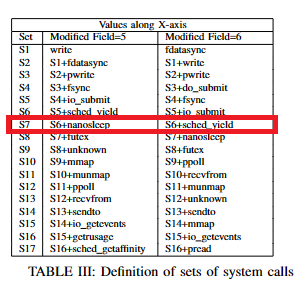 Values along X-axis
Set Modified Field=5 Modified Field=6
S1 write fdatasync
S2 S1+fdatasync S1+write
S3 S2+pwrite S2+pwrite
S4 S3+fsync S3+do_submit
S5 S4+io_submit S4+fsync
S6 S5+sched_yield S5+io_submit
S7 S6+nanosleep S6+sched_yield
S8 S7+futex S7+nanosleep
S9 S8+unknown S8+futex
S10 S9+mmap S9+ppoll
S11 S10+munmap S10+recvfrom
S12 S11+ppoll S11+munmap
S13 S12+recvfrom S12+unknown
S14 S13+sendto S13+sendto
S15 S14+io_getevents S14+mmap
S16 S15+getrusage S15+io_getevents
S17 S16+sched_getaffinity S16+pread
TABLE III: Definition of sets of system calls